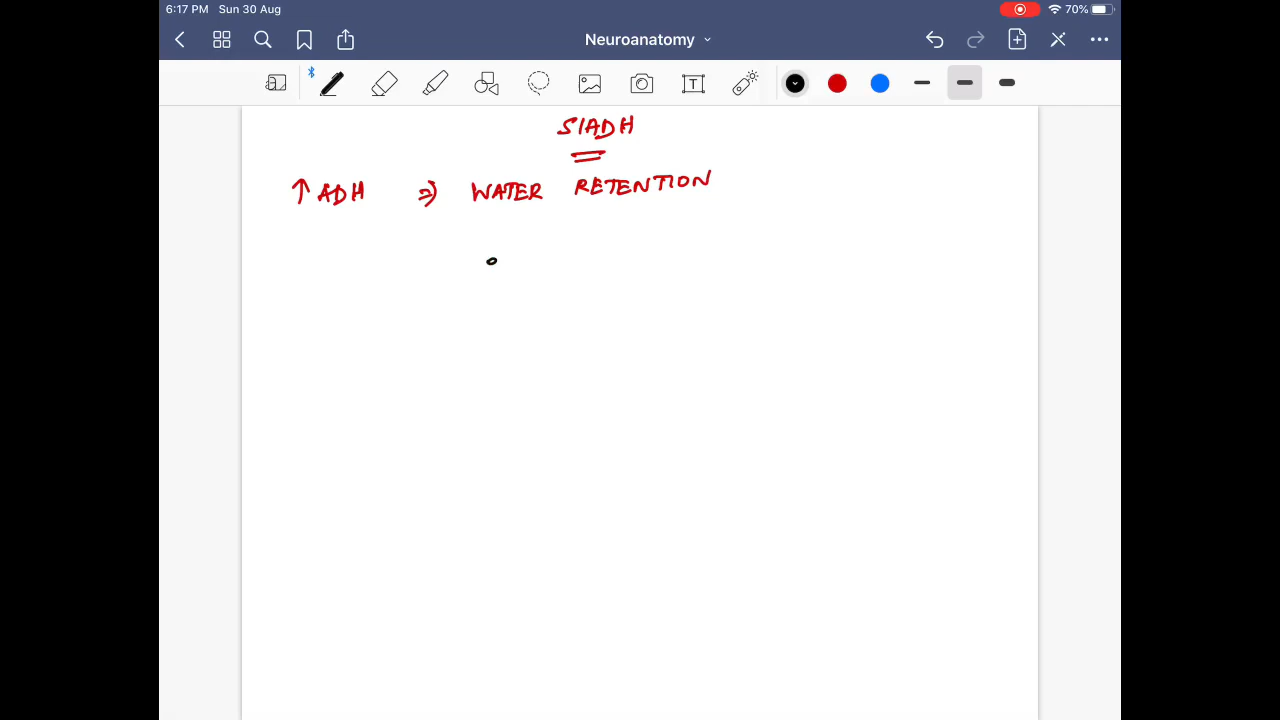 6:17 PM Sun 30 Aug 70%
Neuroanatomy
T
SIADH
↑ ADH ⇒ WATER RETENTION